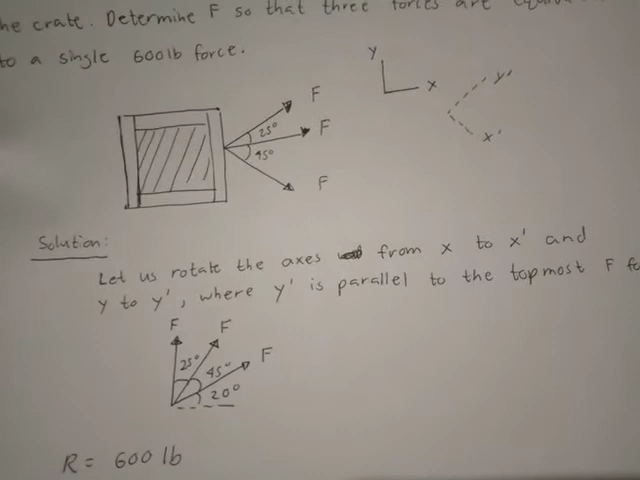 he crate. Determine F so that three forces are
to a single 600lb force.
y
x
y'
x'
F
25°
F
45°
F
Solution:
Let us rotate the axes from x to x' and
y to y', where y' is parallel to the topmost F
F
F
25°
45°
F
20°
R = 600 lb